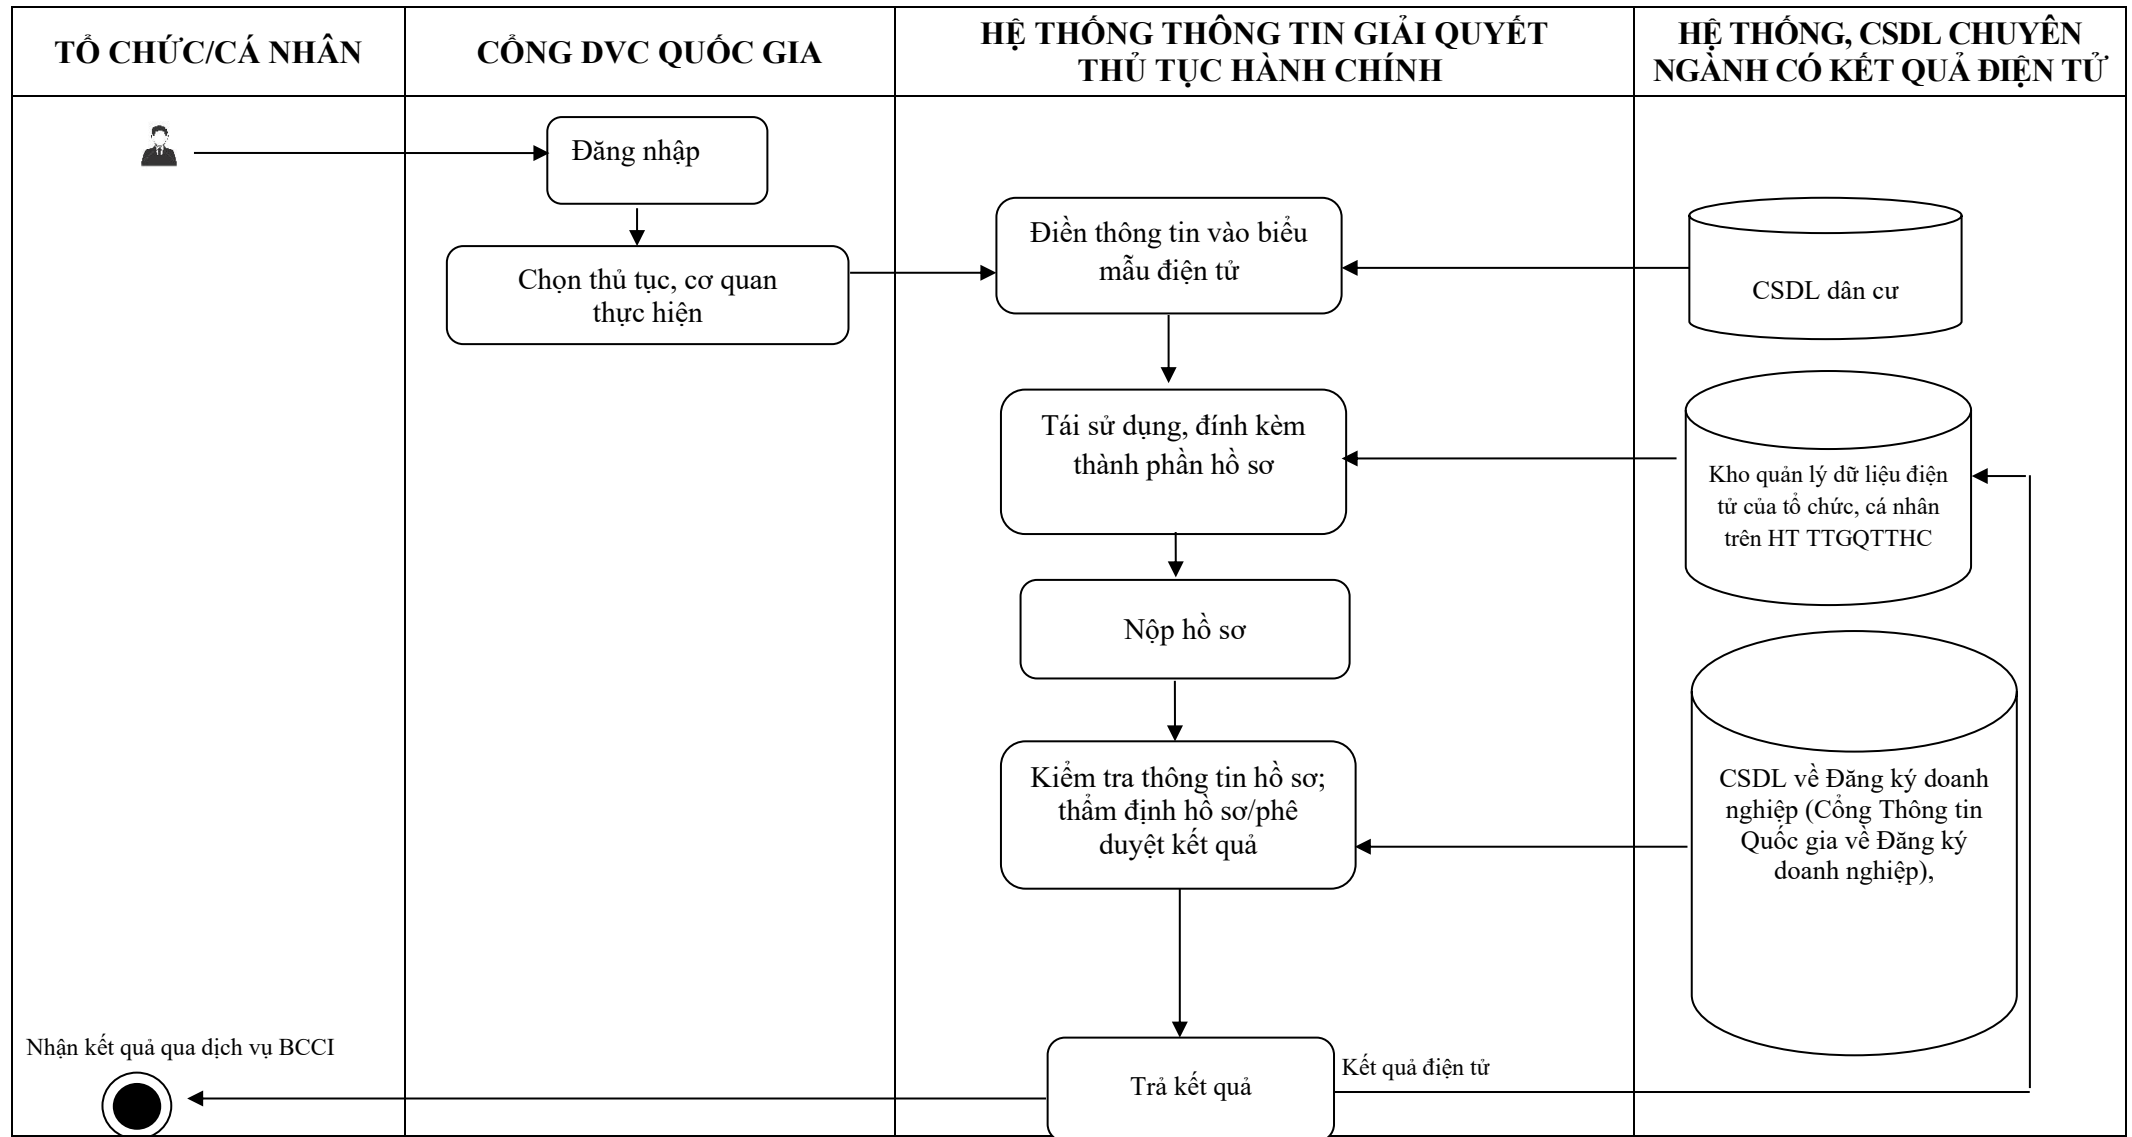 TỔ CHỨC/CÁ NHÂN
CỔNG DVC QUỐC GIA
HỆ THỐNG THÔNG TIN GIẢI QUYẾT
THỦ TỤC HÀNH CHÍNH
HỆ THỐNG, CSDL CHUYÊN
NGÀNH CÓ KẾT QUẢ ĐIỆN TỬ
Đăng nhập
Chọn thủ tục, cơ quan
thực hiện
Điền thông tin vào biểu
mẫu điện tử
CSDL dân cư
Tái sử dụng, đính kèm
thành phần hồ sơ
Kho quản lý dữ liệu điện
tử của tổ chức, cá nhân
trên HT TTGQTTHC
Nộp hồ sơ
Kiểm tra thông tin hồ sơ;
thẩm định hồ sơ/phê
duyệt kết quả
CSDL về Đăng ký doanh
nghiệp (Cổng Thông tin
Quốc gia về Đăng ký
doanh nghiệp),
Nhận kết quả qua dịch vụ BCCI
Trả kết quả
Kết quả điện tử